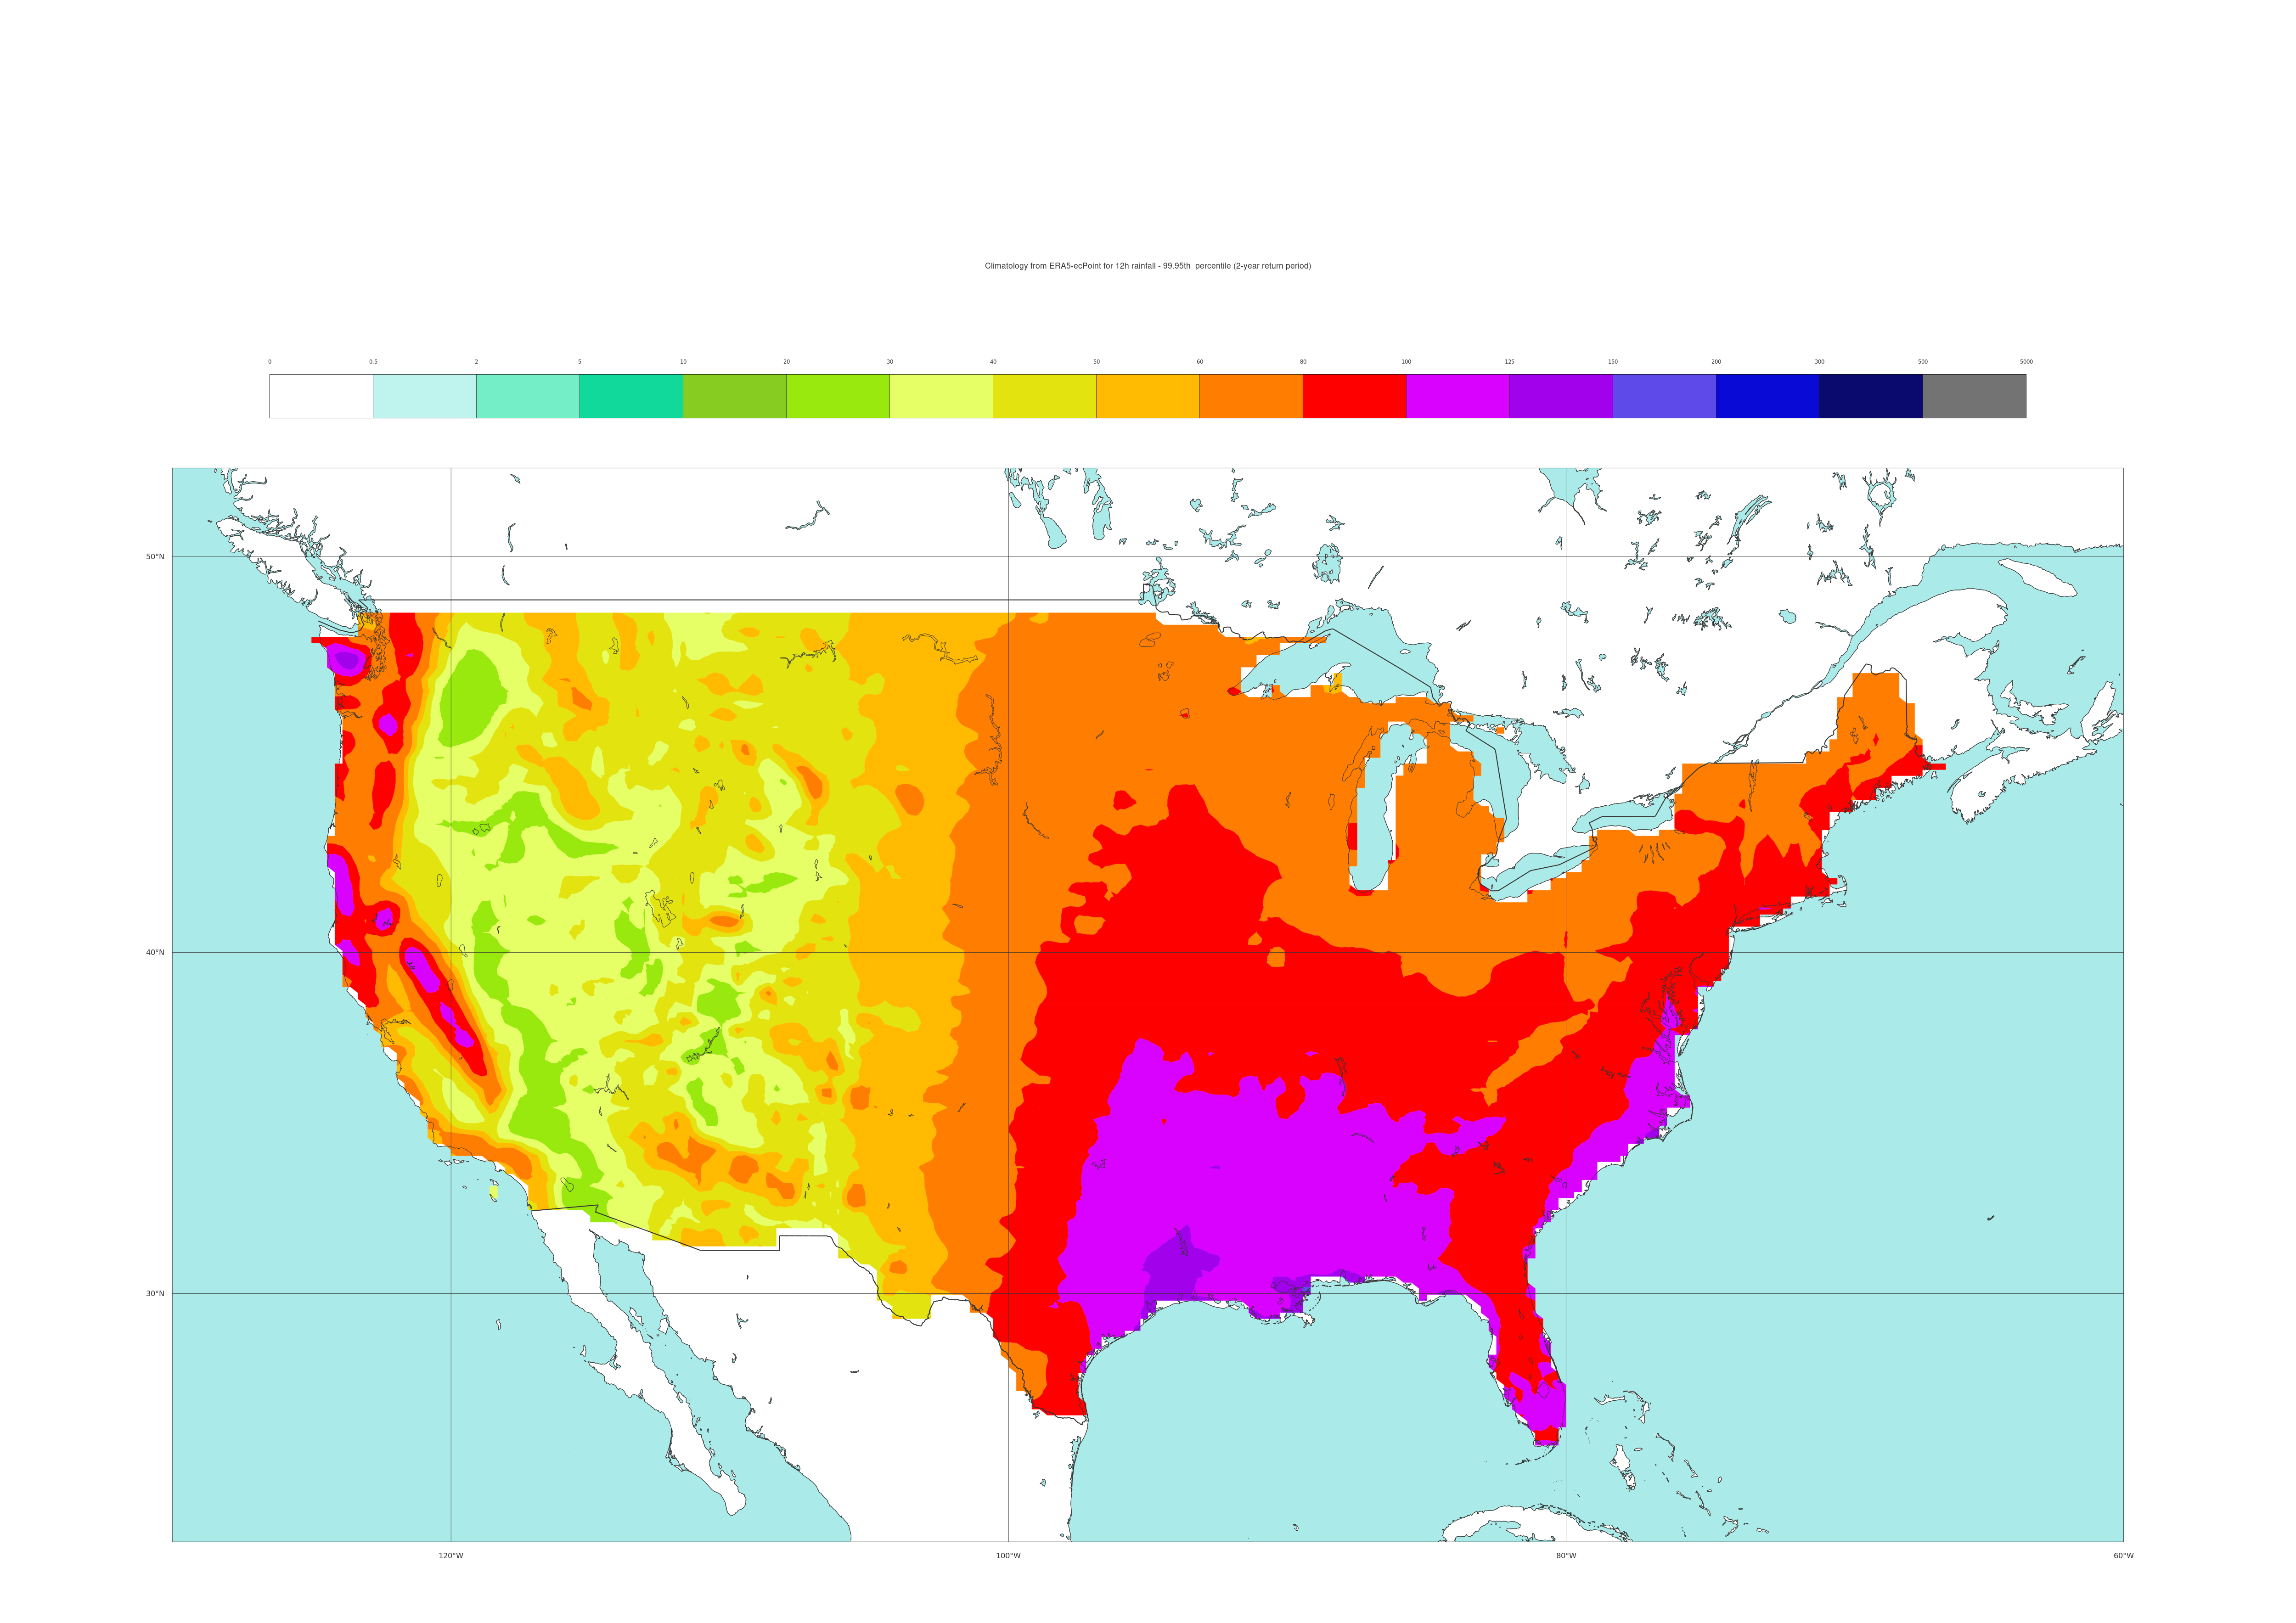 Climatology from ERA5-ecPoint for 12h rainfall - 99.95th  percentile (2-year return period)
0 0.5 2 5 10 20 30 40 50 60 80 100 125 150 200 300 500 5000
50°N
40°N
30°N
120°W 100°W 80°W 60°W